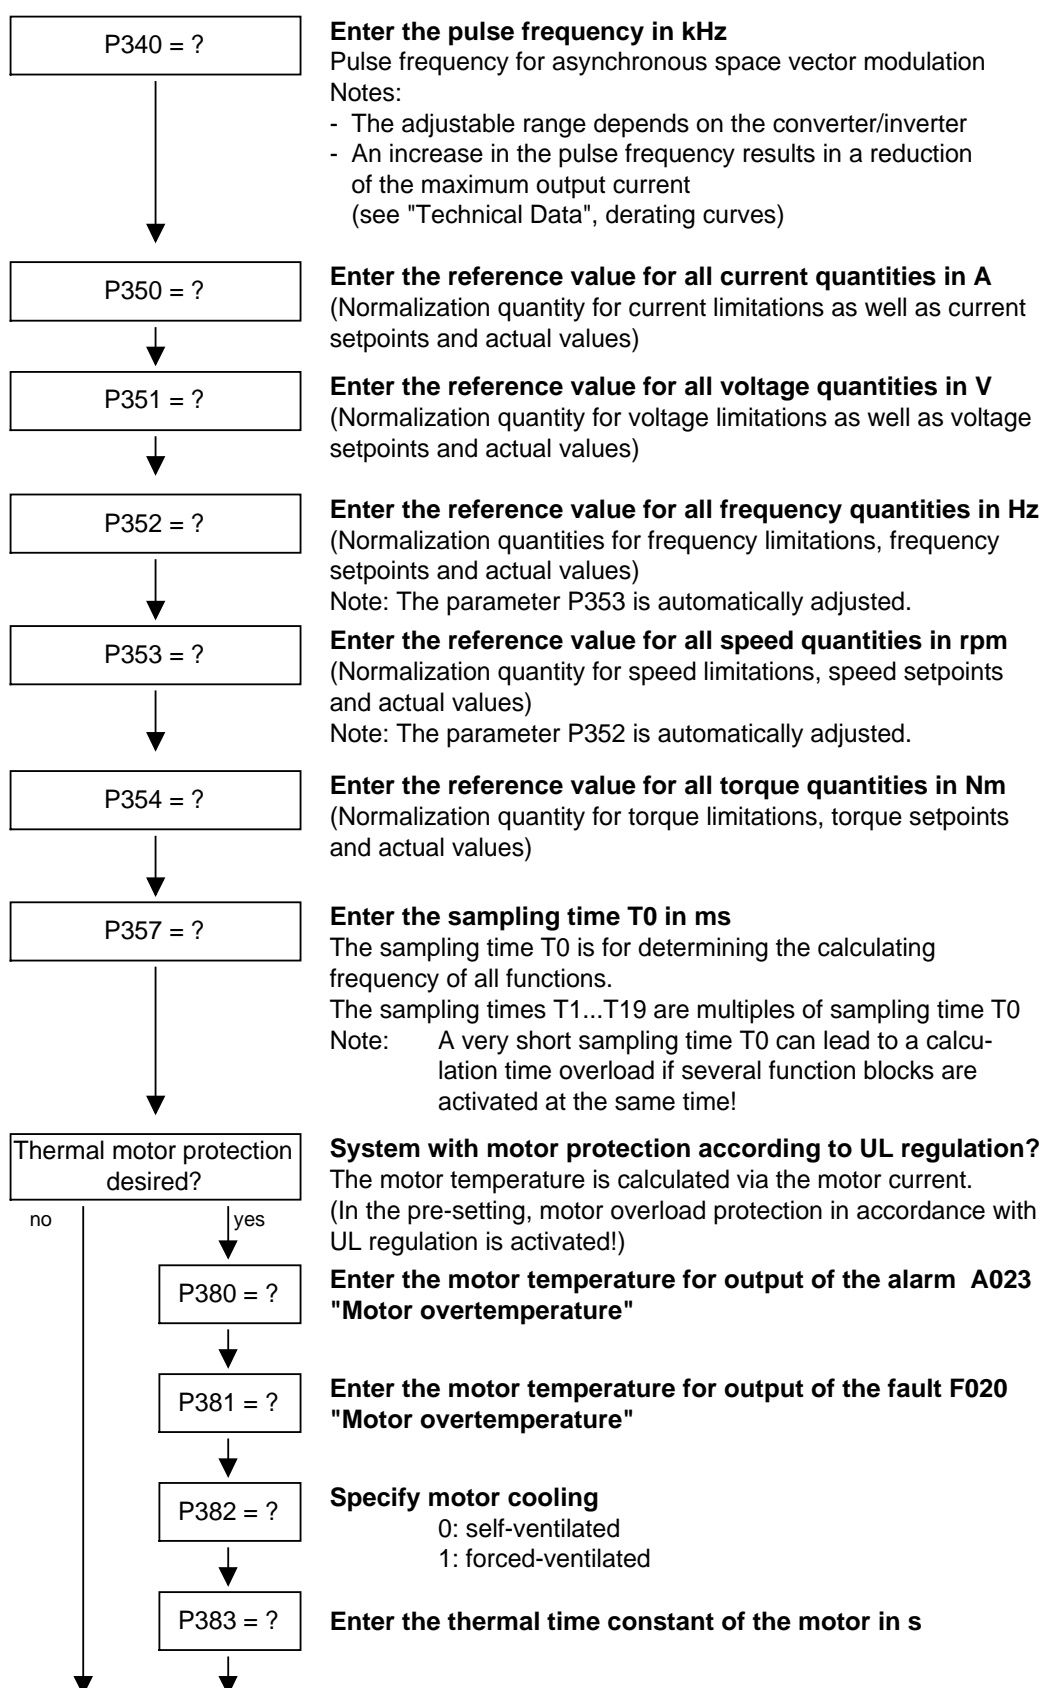 P340 = ?
Enter the pulse frequency in kHz
Pulse frequency for asynchronous space vector modulation
Notes:
- The adjustable range depends on the converter/inverter
- An increase in the pulse frequency results in a reduction
of the maximum output current
(see "Technical Data", derating curves)
P350 = ?
Enter the reference value for all current quantities in A
(Normalization quantity for current limitations as well as current
setpoints and actual values)
P351 = ?
Enter the reference value for all voltage quantities in V
(Normalization quantity for voltage limitations as well as voltage
setpoints and actual values)
P352 = ?
Enter the reference value for all frequency quantities in Hz
(Normalization quantities for frequency limitations, frequency
setpoints and actual values)
Note: The parameter P353 is automatically adjusted.
P353 = ?
Enter the reference value for all speed quantities in rpm
(Normalization quantity for speed limitations, speed setpoints
and actual values)
Note: The parameter P352 is automatically adjusted.
P354 = ?
Enter the reference value for all torque quantities in Nm
(Normalization quantity for torque limitations, torque setpoints
and actual values)
P357 = ?
Enter the sampling time T0 in ms
The sampling time T0 is for determining the calculating
frequency of all functions.
The sampling times T1...T19 are multiples of sampling time T0
Note: A very short sampling time T0 can lead to a calcu-
lation time overload if several function blocks are
activated at the same time!
Thermal motor protection
desired?
no
yes
System with motor protection according to UL regulation?
The motor temperature is calculated via the motor current.
(In the pre-setting, motor overload protection in accordance with
UL regulation is activated!)
P380 = ?
Enter the motor temperature for output of the alarm A023
"Motor overtemperature"
P381 = ?
Enter the motor temperature for output of the fault F020
"Motor overtemperature"
P382 = ?
Specify motor cooling
0: self-ventilated
1: forced-ventilated
P383 = ?
Enter the thermal time constant of the motor in s